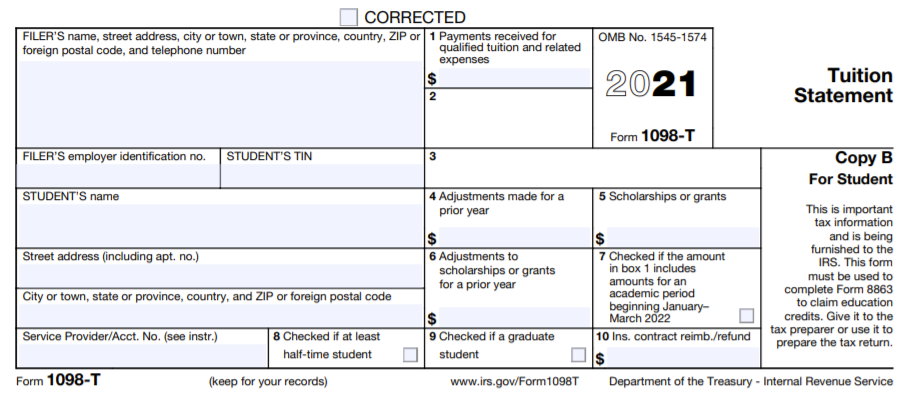 CORRECTED
FILER'S name, street address, city or town, state or province, country, ZIP or
foreign postal code, and telephone number
1 Payments received for
qualified tuition and related
expenses
$
2
OMB No. 1545-1574
2021
Form 1098-T
Tuition
Statement
FILER'S employer identification no.
STUDENT'S TIN
3
Copy B
For Student
This is important
tax information
and is being
furnished to the
IRS. This form
must be used to
complete Form 8863
to claim education
credits. Give it to the
tax preparer or use it to
prepare the tax return.
STUDENT'S name
4 Adjustments made for a
prior year
$
5 Scholarships or grants
$
Street address (including apt. no.)
6 Adjustments to
scholarships or grants
for a prior year
$
7 Checked if the amount
in box 1 includes
amounts for an
academic period
beginning January–
March 2022
City or town, state or province, country, and ZIP or foreign postal code
Service Provider/Acct. No. (see instr.)
8 Checked if at least
half-time student
9 Checked if a graduate
student
10 Ins. contract reimb./refund
$
Form 1098-T
(keep for your records)
www.irs.gov/Form1098T
Department of the Treasury - Internal Revenue Service